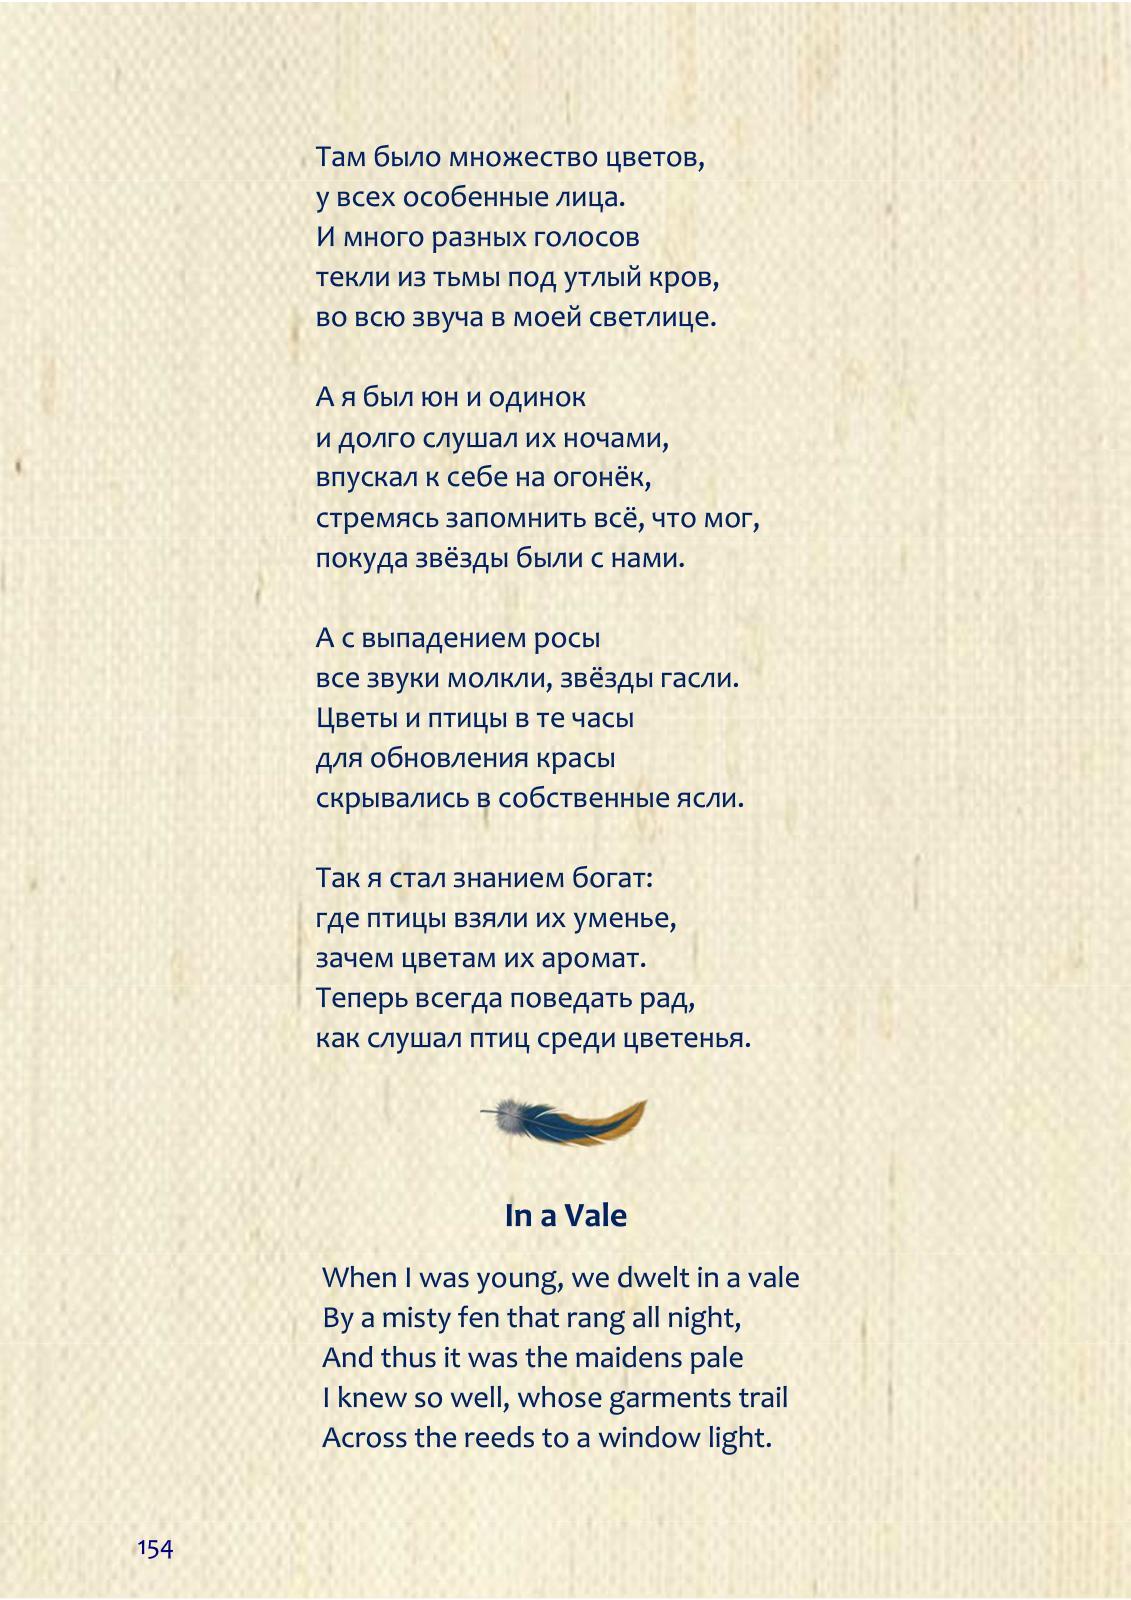 Там было множество цветов,
у всех особенные лица.
И много разных голосов
текли из тьмы под утлый кров,
во всю звуча в моей светлице.
А я был юн и одинок
и долго слушал их ночами,
впускал к себе на огонёк,
стремясь запомнить всё, что мог,
покуда звёзды были с нами.
А с выпадением росы
все звуки молкли, звёзды гасли.
Цветы и птицы в те часы
для обновления красы
скрывались в собственные ясли.
Так я стал знанием богат:
где птицы взяли их уменье,
зачем цветам их аромат.
Теперь всегда поведать рад,
как слушал птиц среди цветенья.
In a Vale
When I was young, we dwelt in a vale
By a misty fen that rang all night,
And thus it was the maidens pale
I knew so well, whose garments trail
Across the reeds to a window light.
154